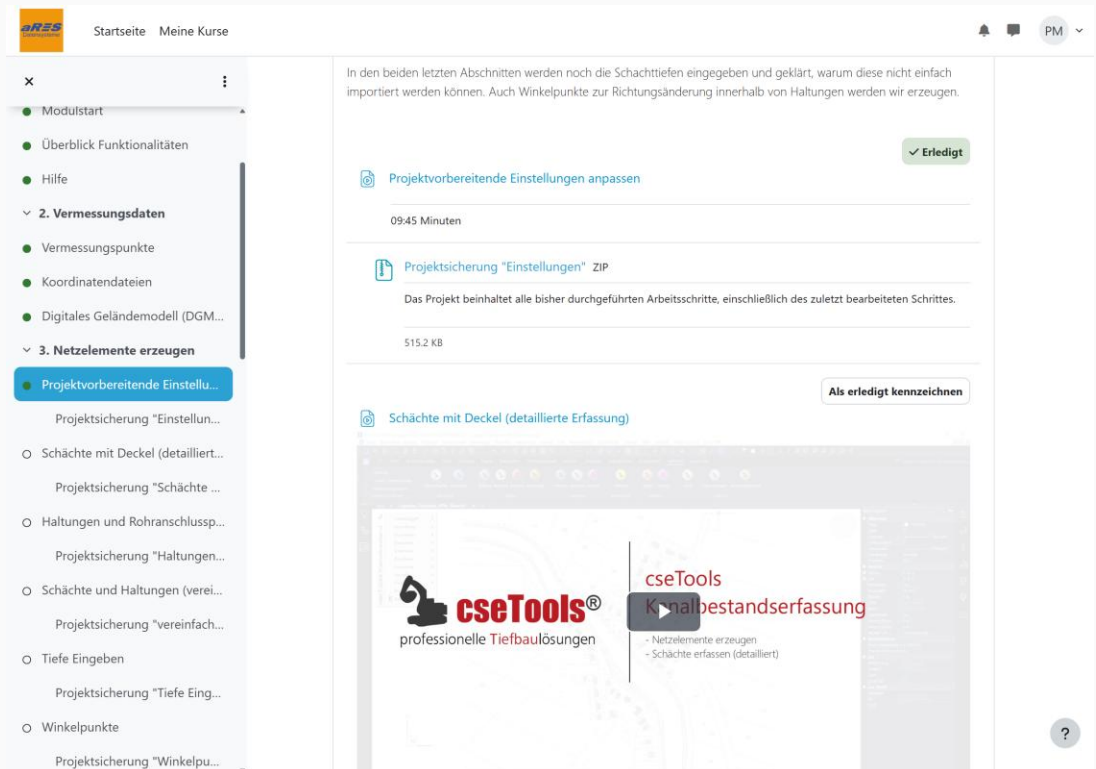 aRES
Datensysteme
Startseite Meine Kurse
PM
Modulstart
Überblick Funktionalitäten
Hilfe
2. Vermessungsdaten
Vermessungspunkte
Koordinatendateien
Digitales Geländemodell (DGM...
3. Netzelemente erzeugen
Projektvorbereitende Einstellu...
Projektsicherung "Einstellun...
Schächte mit Deckel (detailliert...
Projektsicherung "Schächte ...
Haltungen und Rohranschlussp...
Projektsicherung "Haltungen...
Schächte und Haltungen (verei...
Projektsicherung "vereinfach...
Tiefe Eingeben
Projektsicherung "Tiefe Eing...
Winkelpunkte
Projektsicherung "Winkelpu...
In den beiden letzten Abschnitten werden noch die Schachttiefen eingegeben und geklärt, warum diese nicht einfach
importiert werden können. Auch Winkelpunkte zur Richtungsänderung innerhalb von Haltungen werden wir erzeugen.
Erledigt
Projektvorbereitende Einstellungen anpassen
09:45 Minuten
Projektsicherung "Einstellungen" ZIP
Das Projekt beinhaltet alle bisher durchgeführten Arbeitsschritte, einschließlich des zuletzt bearbeiteten Schrittes.
515.2 KB
Als erledigt kennzeichnen
Schächte mit Deckel (detaillierte Erfassung)
cseTools®
professionelle Tiefbaulösungen
cseTools
Kanalbestandserfassung
- Netzelemente erzeugen
- Schächte erfassen (detailliert)
?